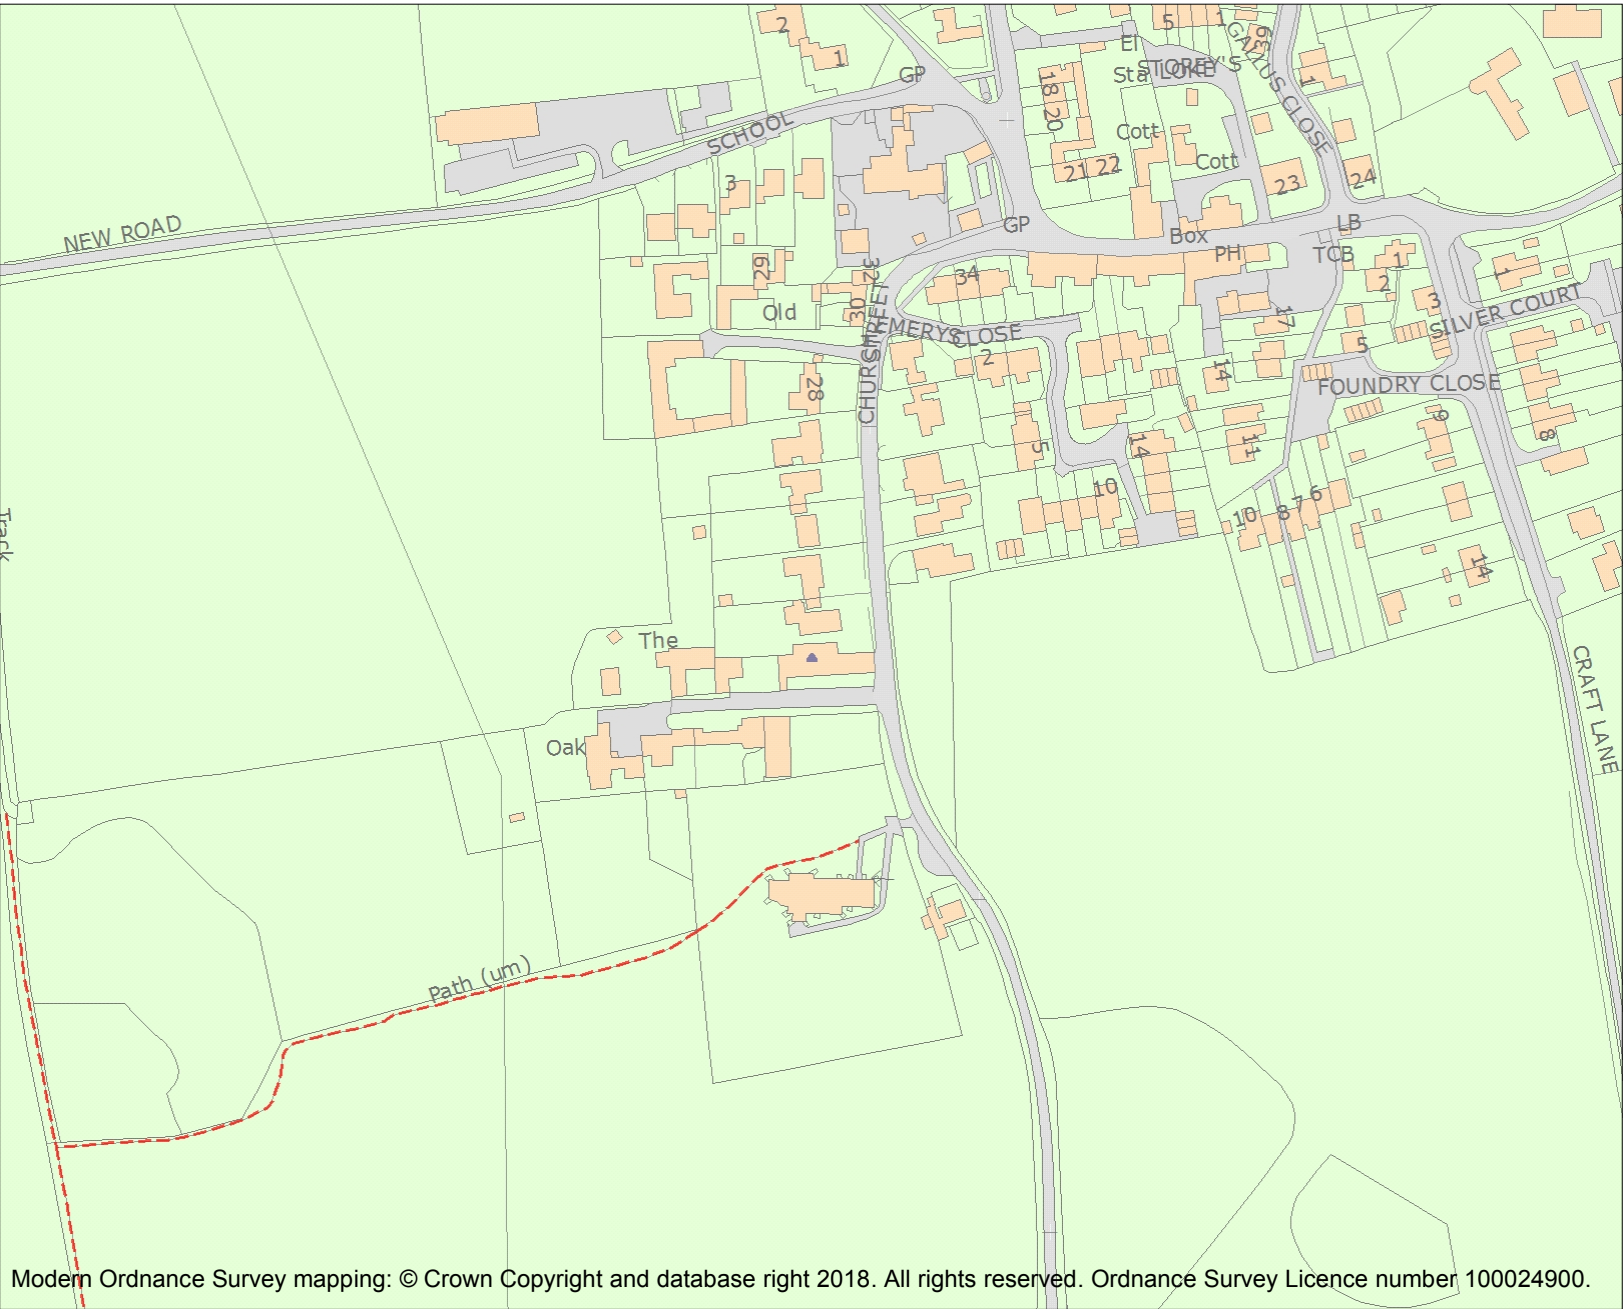 2
1
GP
5
1
39
El
Sta
STOREY'S
LOKE
GALLUS CLOSE
1
18
20
SCHOOL
3
Cott
21
22
Cott
23
24
NEW ROAD
GP
LB
Box
PH
TCB
1
2
1
29
32
34
Old
30
3
17
SILVER COURT
CHURCH STREET
EMERYS CLOSE
2
5
14
28
FOUNDRY CLOSE
9
8
5
14
11
10
10
8
7
6
Track
14
The
CRAFT LANE
Oak
Path (um)
Modern Ordnance Survey mapping: © Crown Copyright and database right 2018. All rights reserved. Ordnance Survey Licence number 100024900.